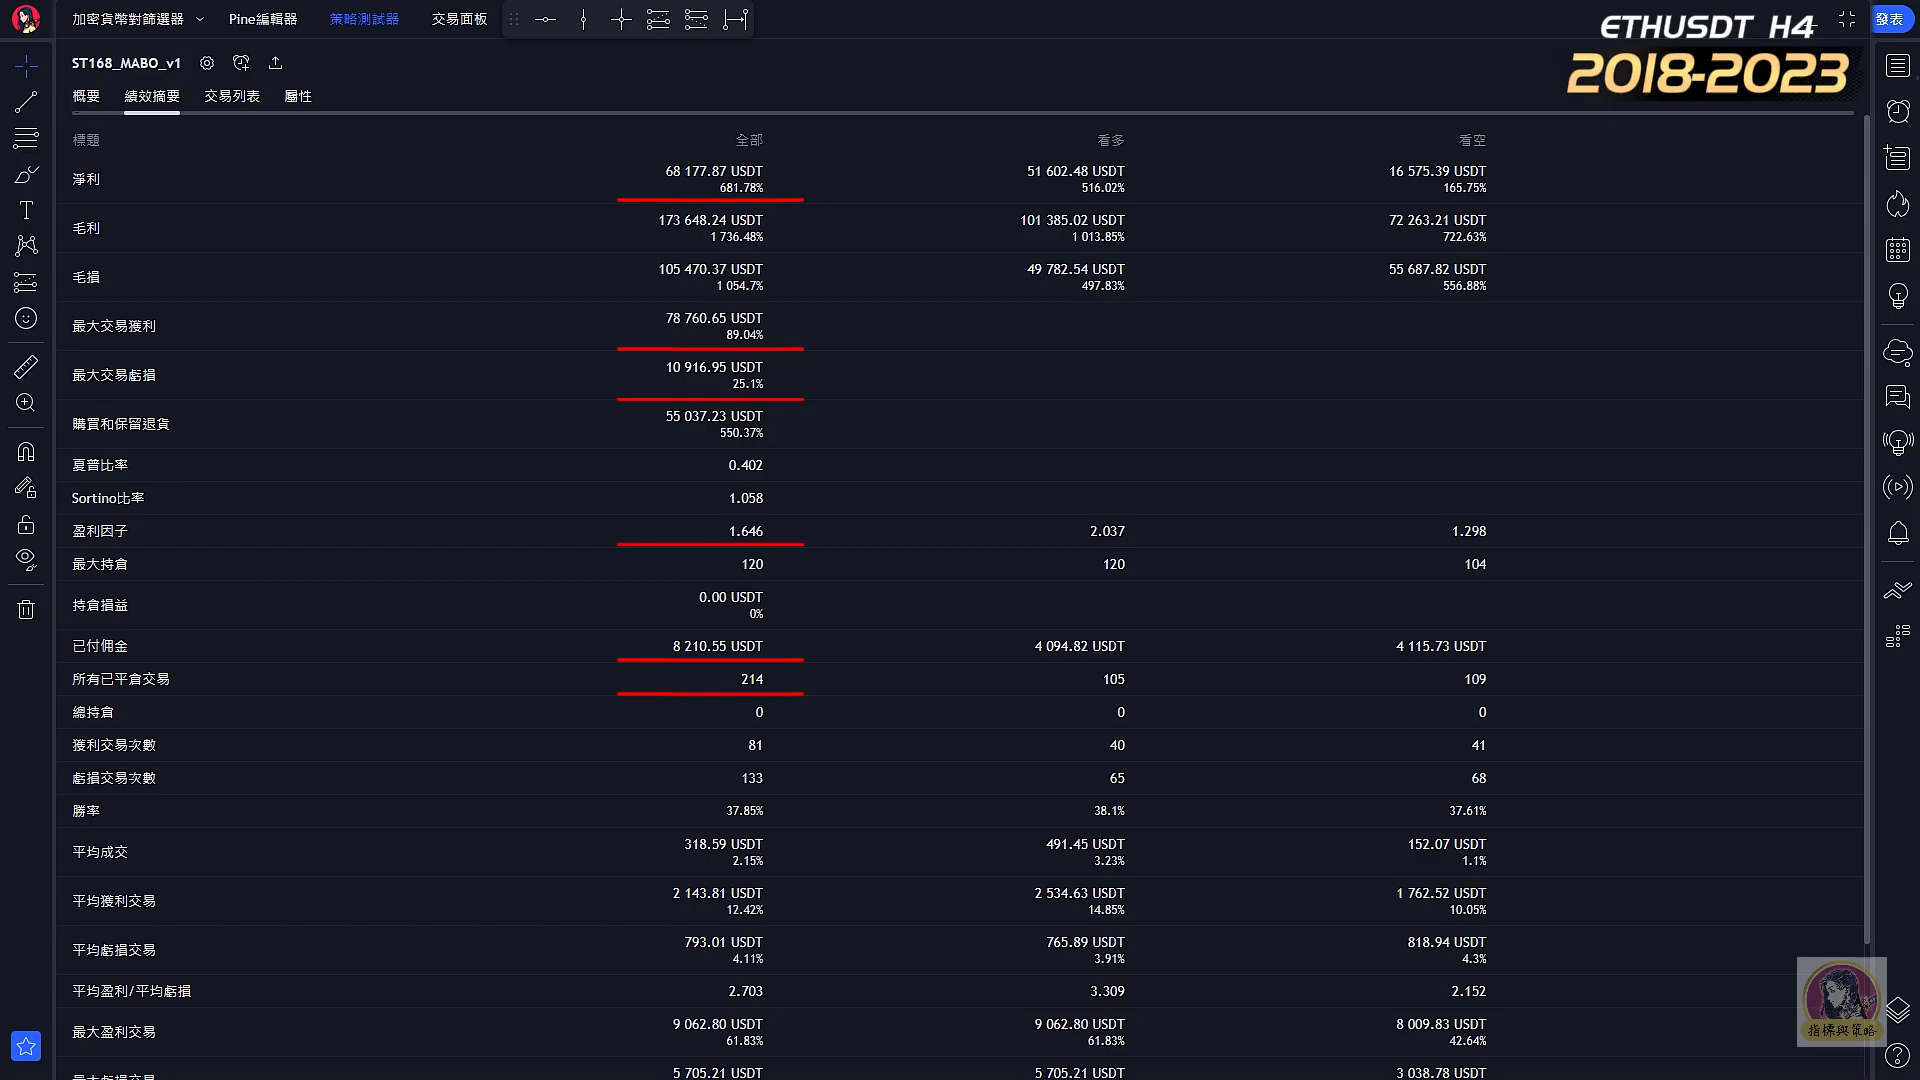 加密貨幣對篩選器 Pine編輯器 策略測試器 交易面板
ETHUSDT H4
發表
2018-2023
ST168_MABO_v1
概要 績效摘要 交易列表 屬性
標題 全部 看多 看空
淨利 68 177.87 USDT 51 602.48 USDT 16 575.39 USDT
681.78% 516.02% 165.75%
毛利 173 648.24 USDT 101 385.02 USDT 72 263.21 USDT
1 736.48% 1 013.85% 722.63%
毛損 105 470.37 USDT 49 782.54 USDT 55 687.82 USDT
1 054.7% 497.83% 556.88%
最大交易獲利 78 760.65 USDT
89.04%
最大交易虧損 10 916.95 USDT
25.1%
購買和保留退貨 55 037.23 USDT
550.37%
夏普比率 0.402
Sortino比率 1.058
盈利因子 1.646 2.037 1.298
最大持倉 120 120 104
持倉損益 0.00 USDT
0%
已付佣金 8 210.55 USDT 4 094.82 USDT 4 115.73 USDT
所有已平倉交易 214 105 109
總持倉 0 0 0
獲利交易次數 81 40 41
虧損交易次數 133 65 68
勝率 37.85% 38.1% 37.61%
平均成交 318.59 USDT 491.45 USDT 152.07 USDT
2.15% 3.23% 1.1%
平均獲利交易 2 143.81 USDT 2 534.63 USDT 1 762.52 USDT
12.42% 14.85% 10.05%
平均虧損交易 793.01 USDT 765.89 USDT 818.94 USDT
4.11% 3.91% 4.3%
平均盈利/平均虧損 2.703 3.309 2.152
最大盈利交易 9 062.80 USDT 9 062.80 USDT 8 009.83 USDT
61.83% 61.83% 42.64%
指標與策略
最大虧損交易 5 705.21 USDT 5 705.21 USDT 3 038.78 USDT